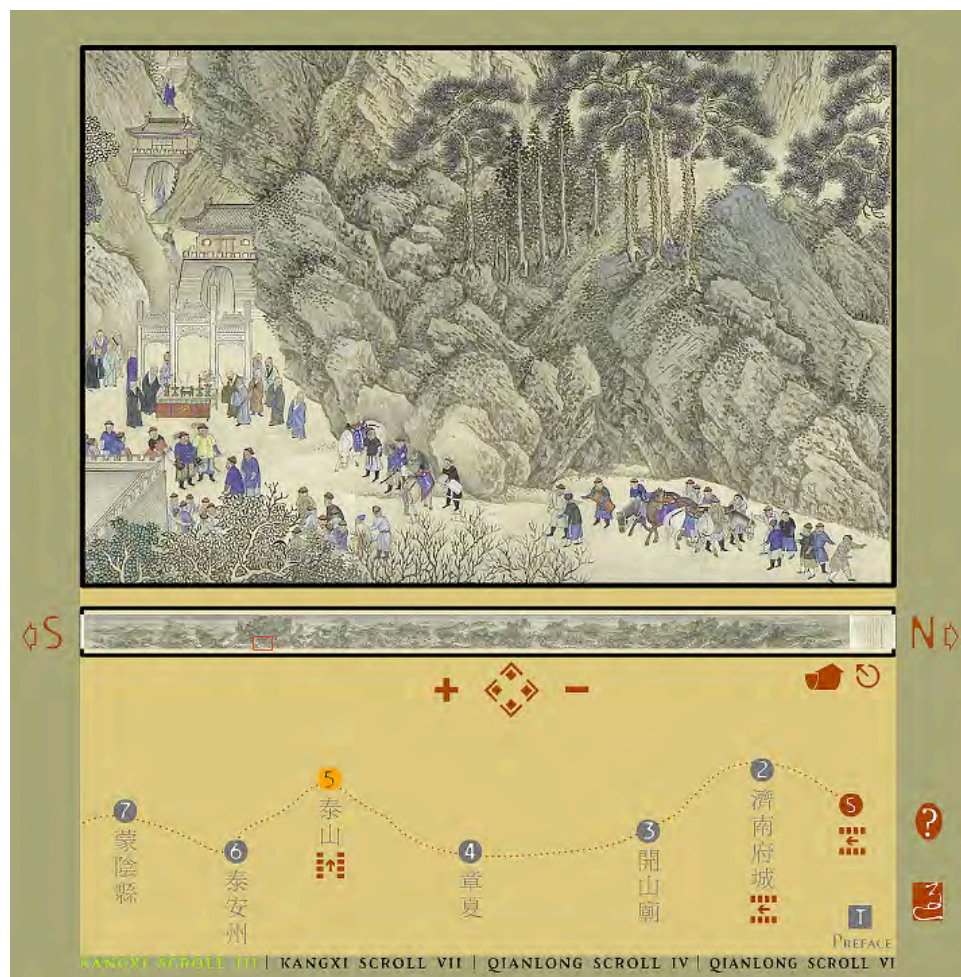 S
N
+
−
7
蒙陰縣
6
泰安州
5
泰山
4
章夏
3
開山廟
2
濟南府城
S
?
T
PREFACE
KANGXI SCROLL III | KANGXI SCROLL VII | QIANLONG SCROLL IV | QIANLONG SCROLL VI